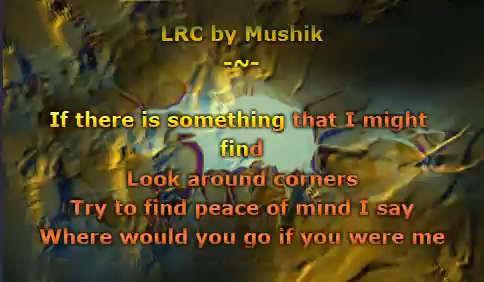 LRC by Mushik
-~-
If there is something that I might
find
Look around corners
Try to find peace of mind I say
Where would you go if you were me